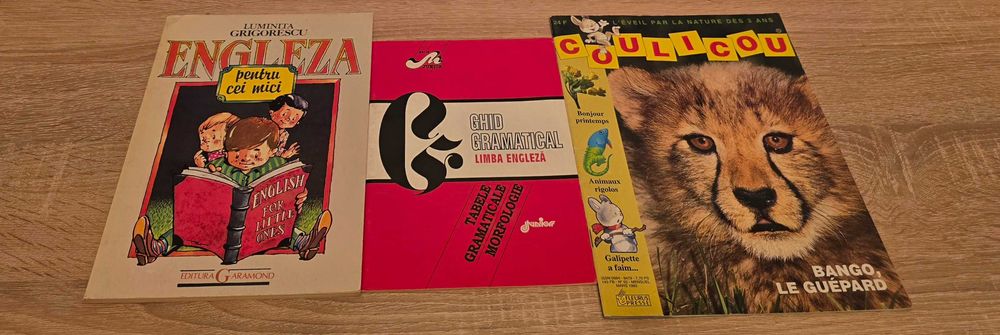 LUMINIȚA
GRIGORESCU
ENGLEZA
pentru
cei mici
ENGLISH
FOR
LITTLE
ONES
EDITURA GARAMOND
GHID
GRAMATICAL
LIMBA ENGLEZĂ
TABELE
GRAMATICALE
MORFOLOGIE
Junior
24 F
L'ÉVEIL PAR LA NATURE DÈS 3 ANS
COULICOU
Bonjour
printemps
Animaux
rigolos
Galipette
a faim...
BANGO,
LE GUÉPARD
FLEURUS
PRESSE